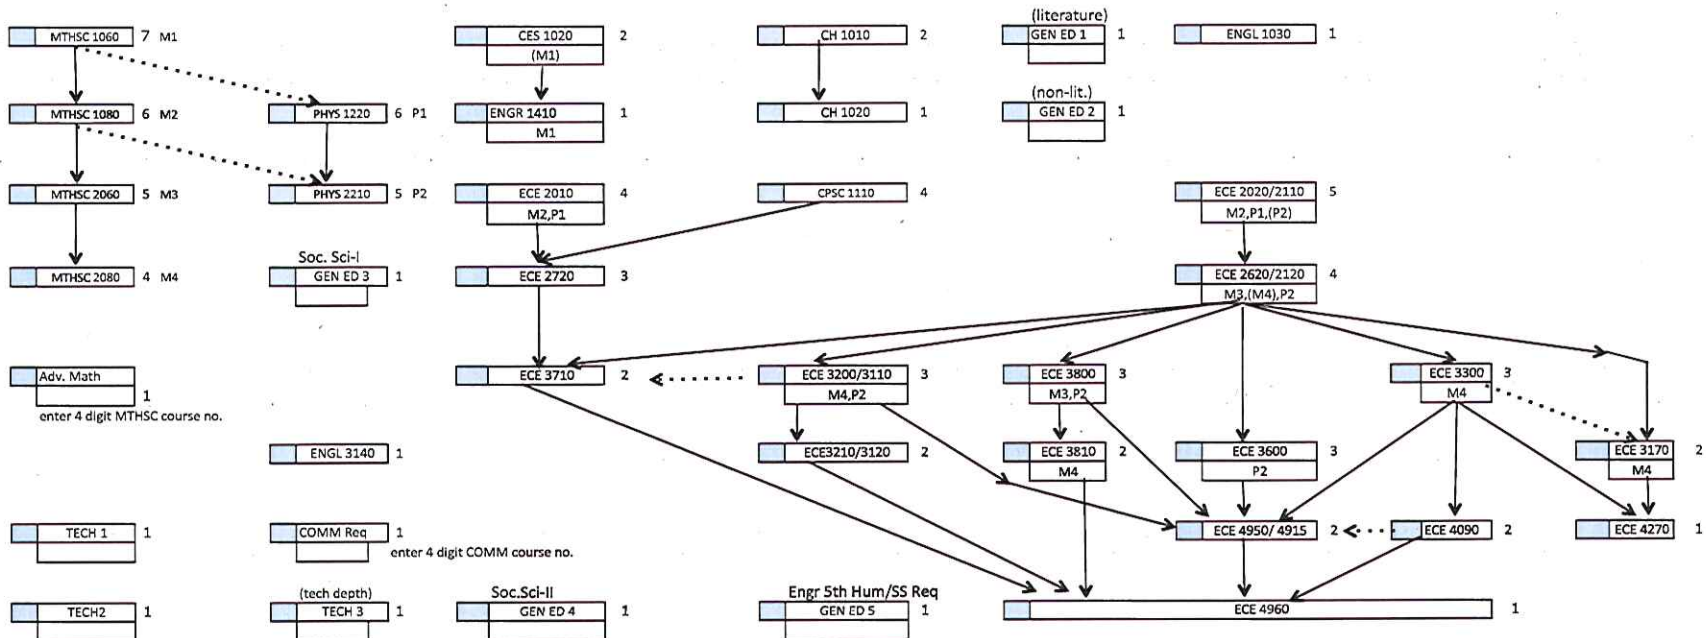 (literature)
MTHSC 1060 7 M1 CES 1020 2 CH 1010 2 GEN ED 1 1 ENGL 1030 1
(M1)
(non-lit.)
MTHSC 1080 6 M2 PHYS 1220 6 P1 ENGR 1410 1 CH 1020 1 GEN ED 2 1
M1
MTHSC 2060 5 M3 PHYS 2210 5 P2 ECE 2010 4 CPSC 1110 4 ECE 2020/2110 5
M2,P1 M2,P1,(P2)
Soc. Sci-I
MTHSC 2080 4 M4 GEN ED 3 1 ECE 2720 3 ECE 2620/2120 4
M3,(M4),P2
Adv. Math ECE 3710 2 ECE 3200/3110 3 ECE 3800 3 ECE 3300 3
1 M4,P2 M3,P2 M4
enter 4 digit MTHSC course no.
ENGL 3140 1 ECE3210/3120 2 ECE 3810 2 ECE 3600 3 ECE 3170 2
M4 P2 M4
TECH 1 1 COMM Req 1 ECE 4950/ 4915 2 ECE 4090 2 ECE 4270 1
enter 4 digit COMM course no.
(tech depth) Soc.Sci-II Engr 5th Hum/SS Req
TECH2 1 TECH 3 1 GEN ED 4 1 GEN ED 5 1 ECE 4960 1